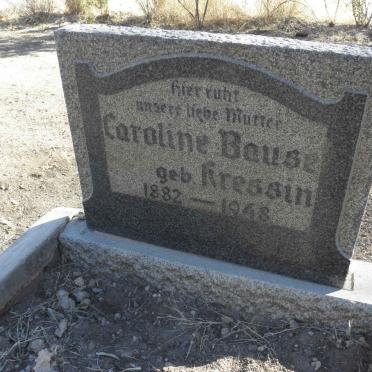 Hier ruht
unsere liebe Mutter
Caroline Bause
geb Kressin
1882 — 1948